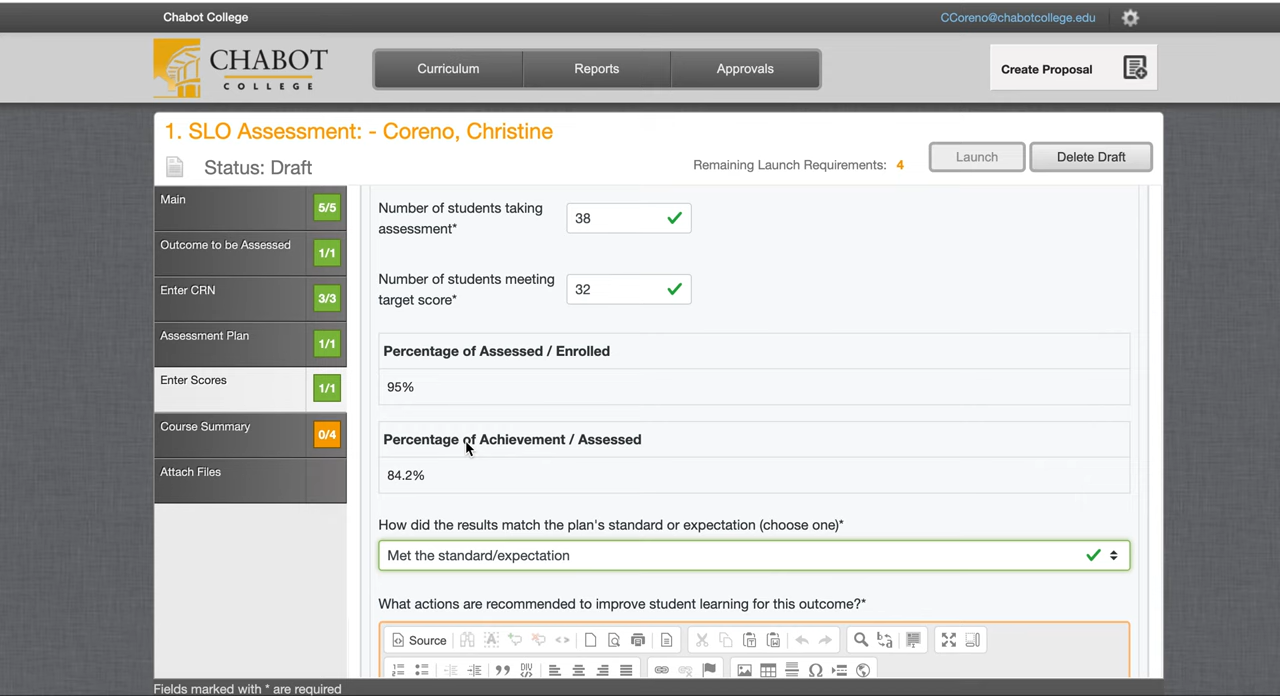 Chabot College
CCoreno@chabotcollege.edu
CHABOT
COLLEGE
Curriculum
Reports
Approvals
Create Proposal
1. SLO Assessment: - Coreno, Christine
Status: Draft
Remaining Launch Requirements: 4
Launch
Delete Draft
Main
5/5
Outcome to be Assessed
1/1
Enter CRN
3/3
Assessment Plan
1/1
Enter Scores
1/1
Course Summary
0/4
Attach Files
Number of students taking
assessment*
38
Number of students meeting
target score*
32
Percentage of Assessed / Enrolled
95%
Percentage of Achievement / Assessed
84.2%
How did the results match the plan's standard or expectation (choose one)*
Met the standard/expectation
What actions are recommended to improve student learning for this outcome?*
Source
Fields marked with * are required